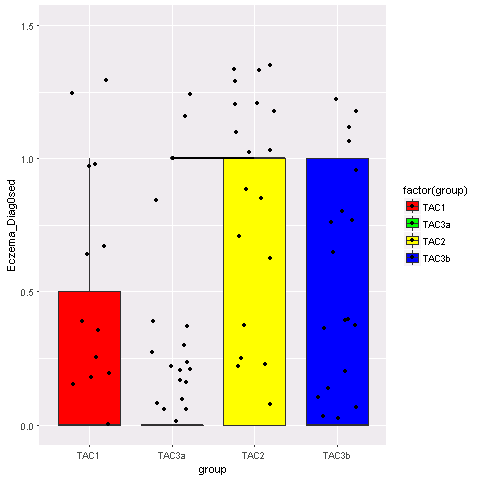 Eczema_Diag0sed
1.5
1.0
0.5
0.0
TAC1
TAC3a
TAC2
TAC3b
group
factor(group)
TAC1
TAC3a
TAC2
TAC3b